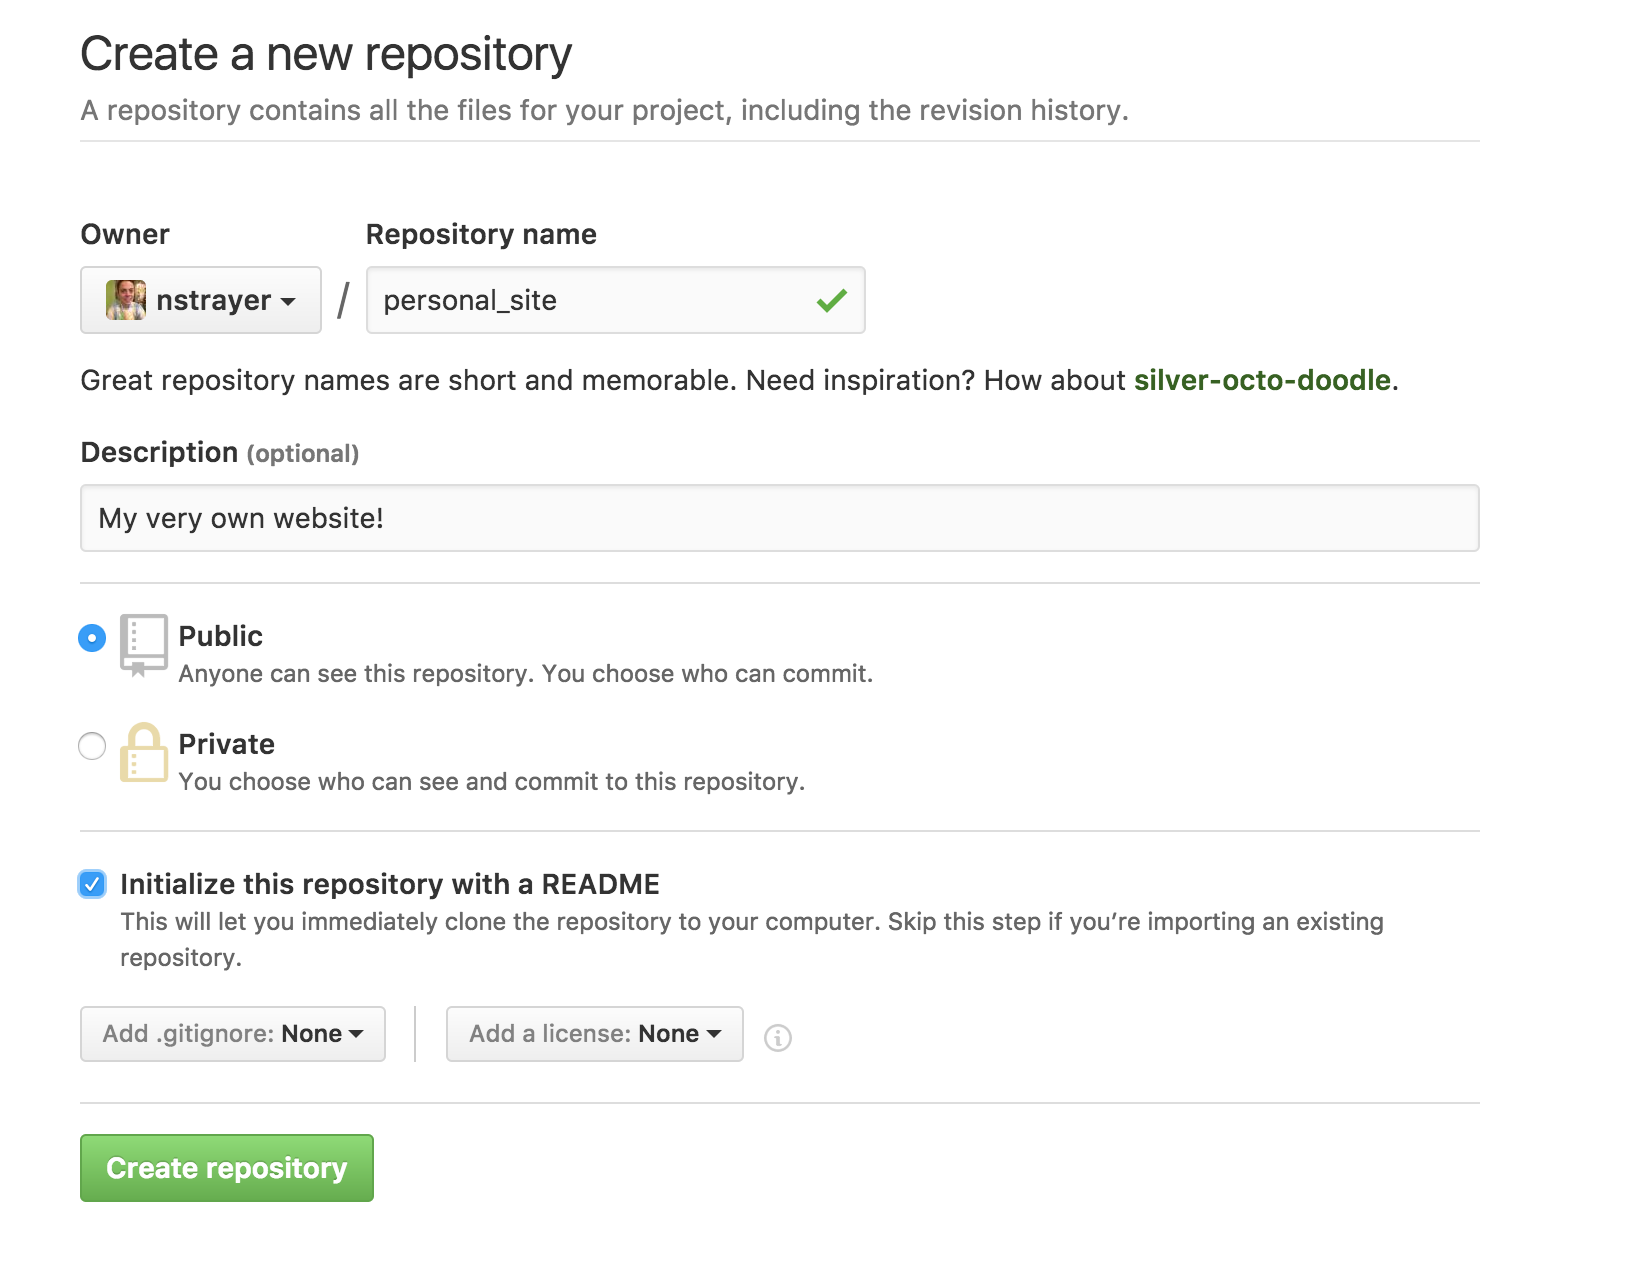 Create a new repository
A repository contains all the files for your project, including the revision history.
Owner
Repository name
nstrayer / personal_site
Great repository names are short and memorable. Need inspiration? How about silver-octo-doodle.
Description (optional)
My very own website!
Public
Anyone can see this repository. You choose who can commit.
Private
You choose who can see and commit to this repository.
Initialize this repository with a README
This will let you immediately clone the repository to your computer. Skip this step if you’re importing an existing
repository.
Add .gitignore: None
Add a license: None
Create repository